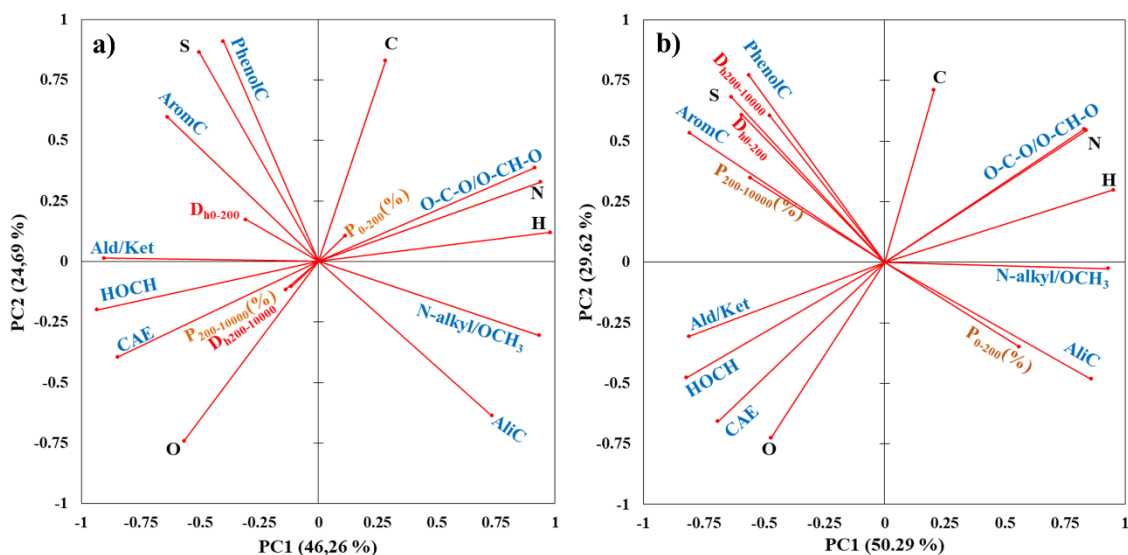 a)
1
0.75
0.5
0.25
0
-0.25
-0.5
-0.75
-1
-1 -0.75 -0.5 -0.25 0 0.25 0.5 0.75 1
PC2 (24,69 %)
PC1 (46,26 %)
S
PhenolC
C
AromC
O-C-O/O-CH-O
P0-200(%)
N
Dh0-200
H
Ald/Ket
HOCH
CAE
P200-10000(%)
Dh200-10000
N-alkyl/OCH3
AliC
O
b)
1
0.75
0.5
0.25
0
-0.25
-0.5
-0.75
-1
-1 -0.75 -0.5 -0.25 0 0.25 0.5 0.75 1
PC2 (29.62 %)
PC1 (50.29 %)
PhenolC
Dh200-10000
C
S
AromC
Dh0-200
O-C-O/O-CH-O
N
P200-10000(%)
H
N-alkyl/OCH3
Ald/Ket
P0-200(%)
AliC
HOCH
CAE
O